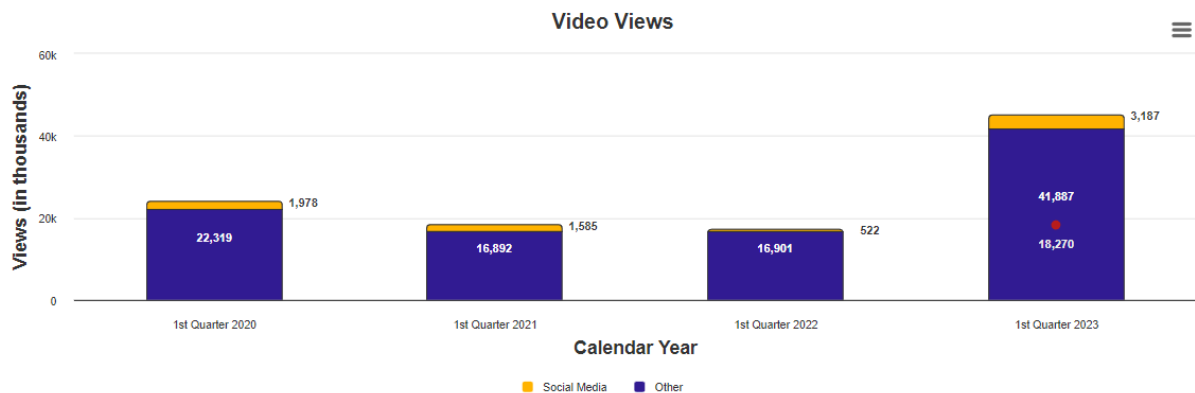 Video Views
Views (in thousands)
60k
40k
20k
0
1,978
22,319
1,585
16,892
522
16,901
3,187
41,887
18,270
1st Quarter 2020
1st Quarter 2021
1st Quarter 2022
1st Quarter 2023
Calendar Year
Social Media
Other